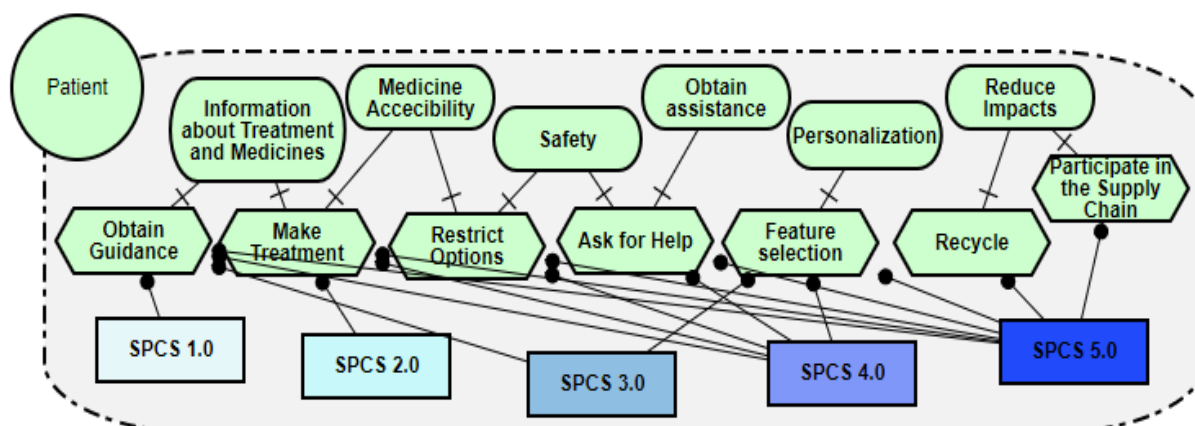 Patient
Information
about Treatment
and Medicines
Medicine
Accecibility
Safety
Obtain
assistance
Personalization
Reduce
Impacts
Obtain
Guidance
Make
Treatment
Restrict
Options
Ask for Help
Feature
selection
Recycle
Participate in
the Supply
Chain
SPCS 1.0
SPCS 2.0
SPCS 3.0
SPCS 4.0
SPCS 5.0